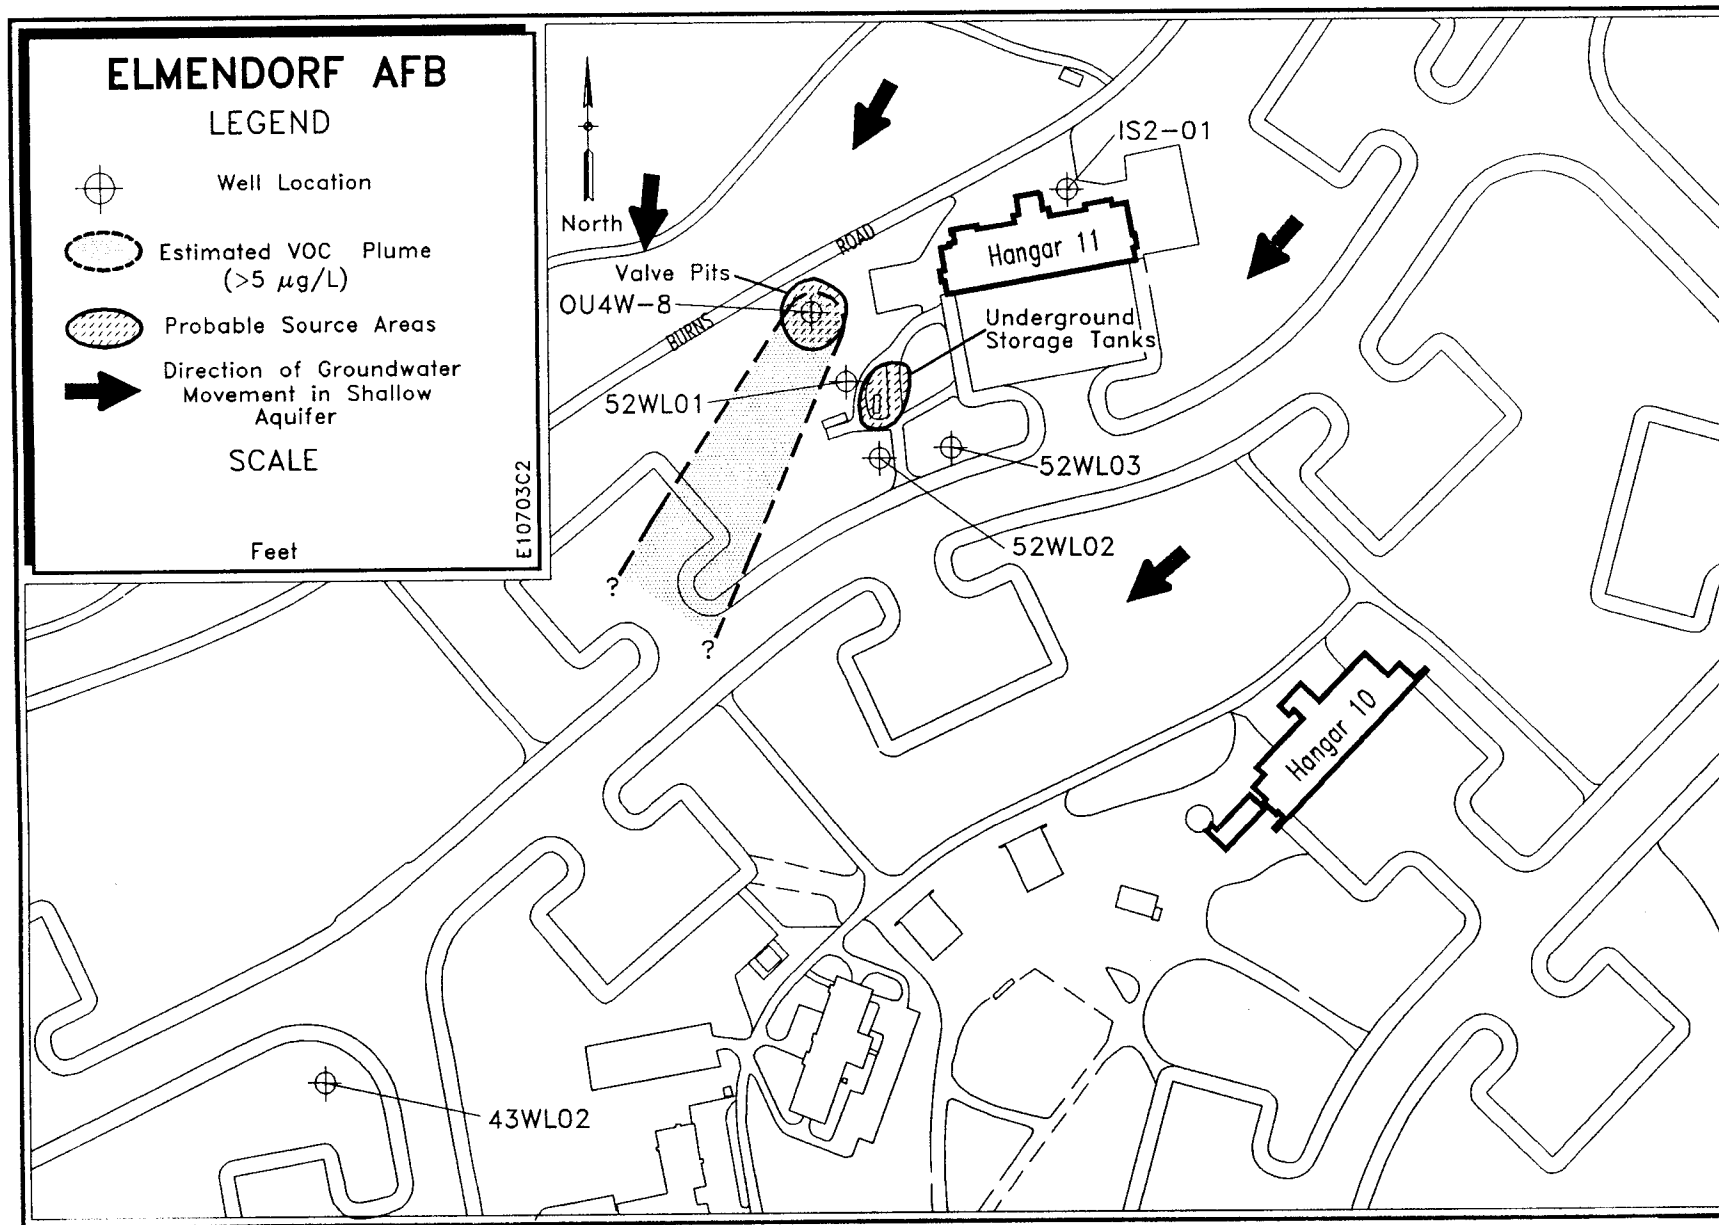 ELMENDORF AFB
LEGEND
Well Location
Estimated VOC Plume
(>5 µg/L)
Probable Source Areas
Direction of Groundwater
Movement in Shallow
Aquifer
SCALE
Feet
E10703C2
North
IS2-01
Hangar 11
BURNS ROAD
Valve Pits
OU4W-8
Underground
Storage Tanks
52WL01
52WL03
52WL02
?
?
Hangar 10
43WL02